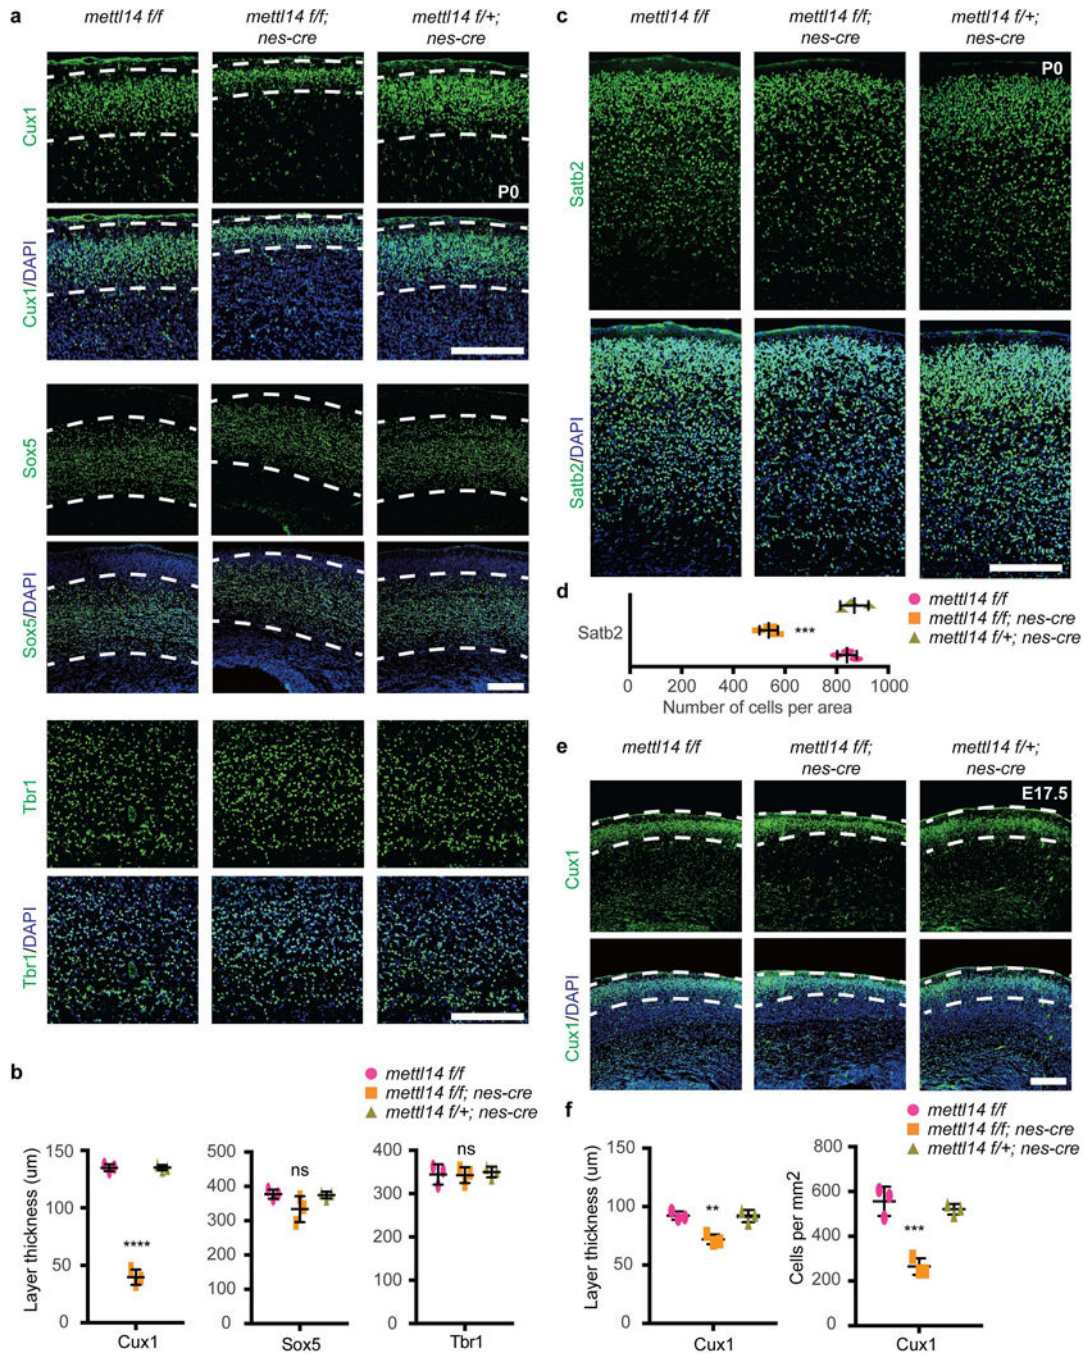 a
mettl14 f/f
mettl14 f/f;
nes-cre
mettl14 f/+;
nes-cre
Cux1
P0
Cux1/DAPI
Sox5
Sox5/DAPI
Tbr1
Tbr1/DAPI
b
mettl14 f/f
mettl14 f/f; nes-cre
mettl14 f/+; nes-cre
Layer thickness (um)
150
100
50
0
****
Cux1
500
400
300
200
100
0
ns
Sox5
400
300
200
100
0
ns
Tbr1
c
mettl14 f/f
mettl14 f/f;
nes-cre
mettl14 f/+;
nes-cre
P0
Satb2
Satb2/DAPI
d
Satb2
***
0 200 400 600 800 1000
Number of cells per area
mettl14 f/f
mettl14 f/f; nes-cre
mettl14 f/+; nes-cre
e
mettl14 f/f
mettl14 f/f;
nes-cre
mettl14 f/+;
nes-cre
E17.5
Cux1
Cux1/DAPI
f
mettl14 f/f
mettl14 f/f; nes-cre
mettl14 f/+; nes-cre
Layer thickness (um)
150
100
50
0
**
Cux1
Cells per mm2
800
600
400
200
0
***
Cux1